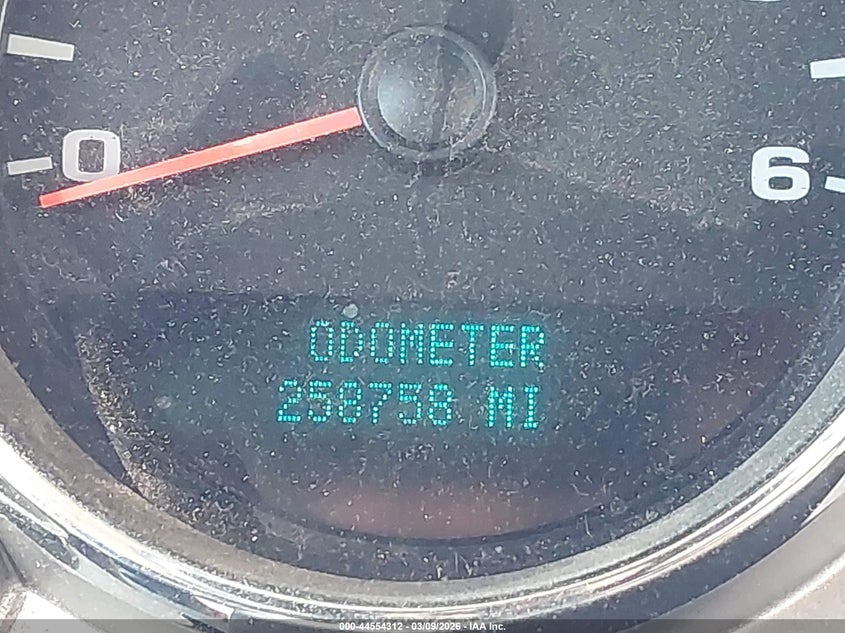 0
6
ODOMETER
258758 MI
000-44554312 - 03/09/2026 - IAA Inc.